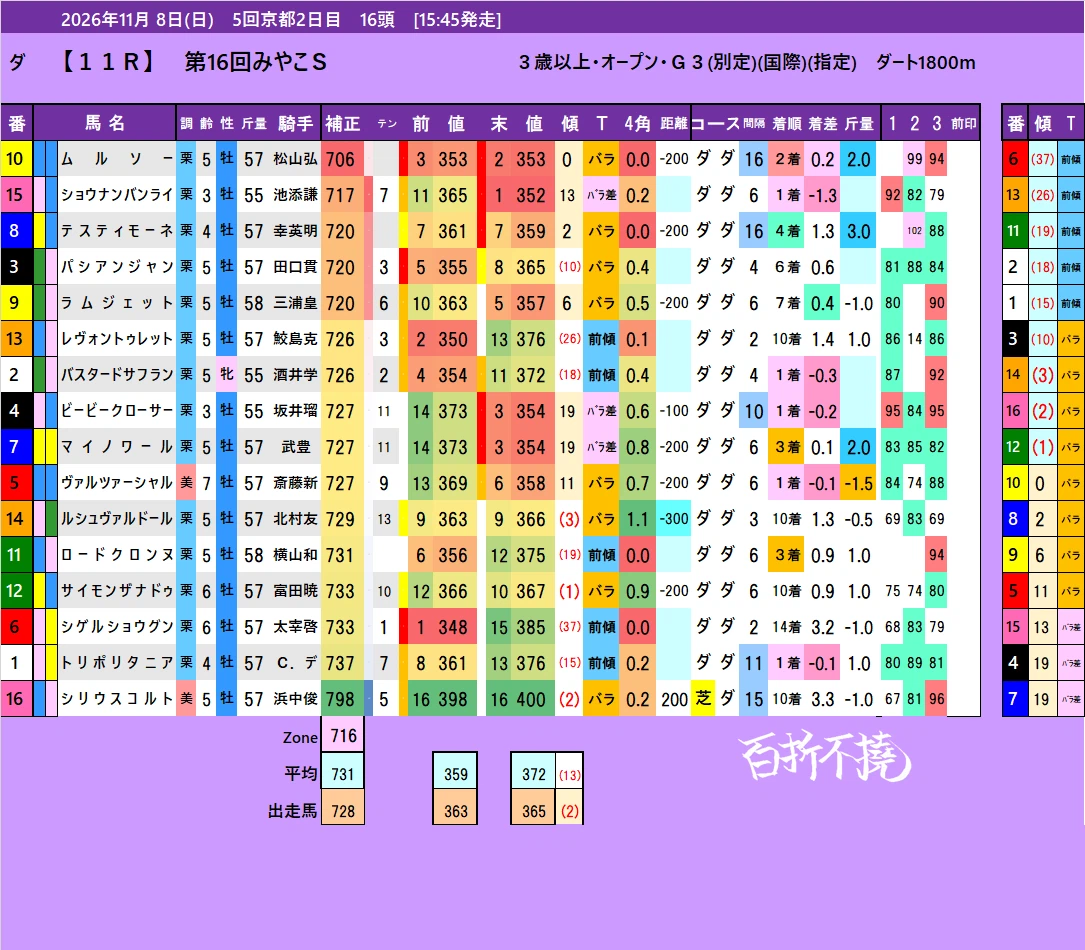 2026年11月 8日(日) 5回京都2日目 16頭 [15:45発走]
ダ 【１１Ｒ】 第16回みやこＳ ３歳以上・オープン・Ｇ３(別定)(国際)(指定) ダート1800m
番 馬名 調 齢 性 斤量 騎手 補正 テン 前 値 末 値 傾 T 4角 距離 コース 間隔 着順 着差 斤量 1 2 3 前印 番 傾 T
10 ムルソー 栗 5 牡 57 松山弘 706 3 353 2 353 0 バラ 0.0 -200 ダ ダ 16 2着 0.2 2.0 99 94 6 (37) 前傾
15 ショウナンバンライ 栗 3 牡 55 池添謙 717 7 11 365 1 352 13 バラ差 0.2 ダ ダ 6 1着 -1.3 92 82 79 13 (26) 前傾
8 テスティモーネ 栗 4 牡 57 幸英明 720 7 361 7 359 2 バラ 0.0 -200 ダ ダ 16 4着 1.3 3.0 102 88 11 (19) 前傾
3 パシアンジャン 栗 5 牡 57 田口貫 720 3 5 355 8 365 (10) バラ 0.4 ダ ダ 4 6着 0.6 81 88 84 2 (18) 前傾
9 ラムジェット 栗 5 牡 58 三浦皇 720 6 10 363 5 357 6 バラ 0.5 -200 ダ ダ 6 7着 0.4 -1.0 80 90 1 (15) 前傾
13 レヴォントゥレット 栗 5 牡 57 鮫島克 726 3 2 350 13 376 (26) 前傾 0.1 ダ ダ 2 10着 1.4 1.0 86 14 86 3 (10) バラ
2 バスタードサフラン 栗 5 牝 55 酒井学 726 2 4 354 11 372 (18) 前傾 0.4 ダ ダ 4 1着 -0.3 87 92 14 (3) バラ
4 ビービークローサー 栗 3 牡 55 坂井瑠 727 11 14 373 3 354 19 バラ差 0.6 -100 ダ ダ 10 1着 -0.2 95 84 95 16 (2) バラ
7 マイノワール 栗 5 牡 57 武豊 727 11 14 373 3 354 19 バラ差 0.8 -200 ダ ダ 6 3着 0.1 2.0 83 85 82 12 (1) バラ
5 ヴァルツァーシャル 美 7 牡 57 斎藤新 727 9 13 369 6 358 11 バラ 0.7 -200 ダ ダ 6 1着 -0.1 -1.5 84 74 88 10 0 バラ
14 ルシュヴァルドール 栗 5 牡 57 北村友 729 13 9 363 9 366 (3) バラ 1.1 -300 ダ ダ 3 10着 1.3 -0.5 69 83 69 8 2 バラ
11 ロードクロンヌ 栗 5 牡 58 横山和 731 6 356 12 375 (19) 前傾 0.0 ダ ダ 6 3着 0.9 1.0 94 9 6 バラ
12 サイモンザナドゥ 栗 6 牡 57 富田暁 733 10 12 366 10 367 (1) バラ 0.9 -200 ダ ダ 6 10着 0.9 1.0 75 74 80 5 11 バラ
6 シゲルショウグン 栗 6 牡 57 太宰啓 733 1 1 348 15 385 (37) 前傾 0.0 ダ ダ 2 14着 3.2 -1.0 68 83 79 15 13 バラ差
1 トリポリタニア 栗 4 牡 57 Ｃ．デ 737 7 8 361 13 376 (15) 前傾 0.2 ダ ダ 11 1着 -0.1 1.0 80 89 81 4 19 バラ差
16 シリウスコルト 美 5 牡 57 浜中俊 798 5 16 398 16 400 (2) バラ 0.2 200 芝 ダ 15 10着 3.3 -1.0 67 81 96 7 19 バラ差
Zone 716
平均 731 359 372 (13)
出走馬 728 363 365 (2)
百折不撓